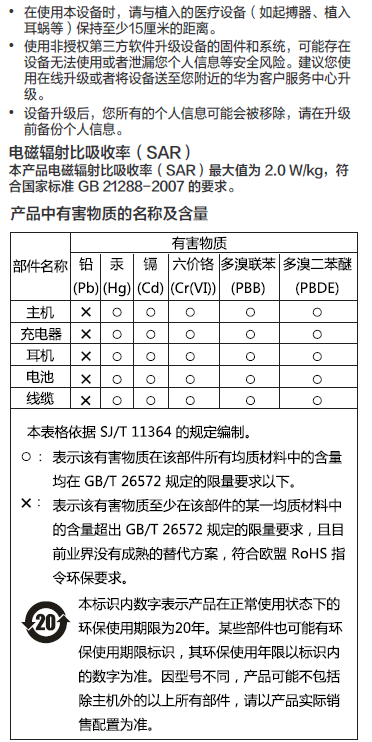 • 在使用本设备时，请与植入的医疗设备（如起搏器、植入
耳蜗等）保持至少15厘米的距离。
• 使用非授权第三方软件升级设备的固件和系统，可能存在
设备无法使用或者泄漏您个人信息等安全风险。建议您使
用在线升级或者将设备送至您附近的华为客户服务中心升
级。
• 设备升级后，您所有的个人信息可能会被移除，请在升级
前备份个人信息。
电磁辐射比吸收率（SAR）
本产品电磁辐射比吸收率（SAR）最大值为 2.0 W/kg，符
合国家标准 GB 21288-2007 的要求。
产品中有害物质的名称及含量
有害物质
部件名称 铅 汞 镉 六价铬 多溴联苯 多溴二苯醚
(Pb) (Hg) (Cd) (Cr(VI)) (PBB) (PBDE)
主机 × ○ ○ ○ ○ ○
充电器 × ○ ○ ○ ○ ○
耳机 × ○ ○ ○ ○ ○
电池 × ○ ○ ○ ○ ○
线缆 × ○ ○ ○ ○ ○
本表格依据 SJ/T 11364 的规定编制。
○：表示该有害物质在该部件所有均质材料中的含量
均在 GB/T 26572 规定的限量要求以下。
×：表示该有害物质至少在该部件的某一均质材料中
的含量超出 GB/T 26572 规定的限量要求，且目
前业界没有成熟的替代方案，符合欧盟 RoHS 指
令环保要求。
20
本标识内数字表示产品在正常使用状态下的
环保使用期限为20年。某些部件也可能有环
保使用期限标识，其环保使用年限以标识内
的数字为准。因型号不同，产品可能不包括
除主机外的以上所有部件，请以产品实际销
售配置为准。